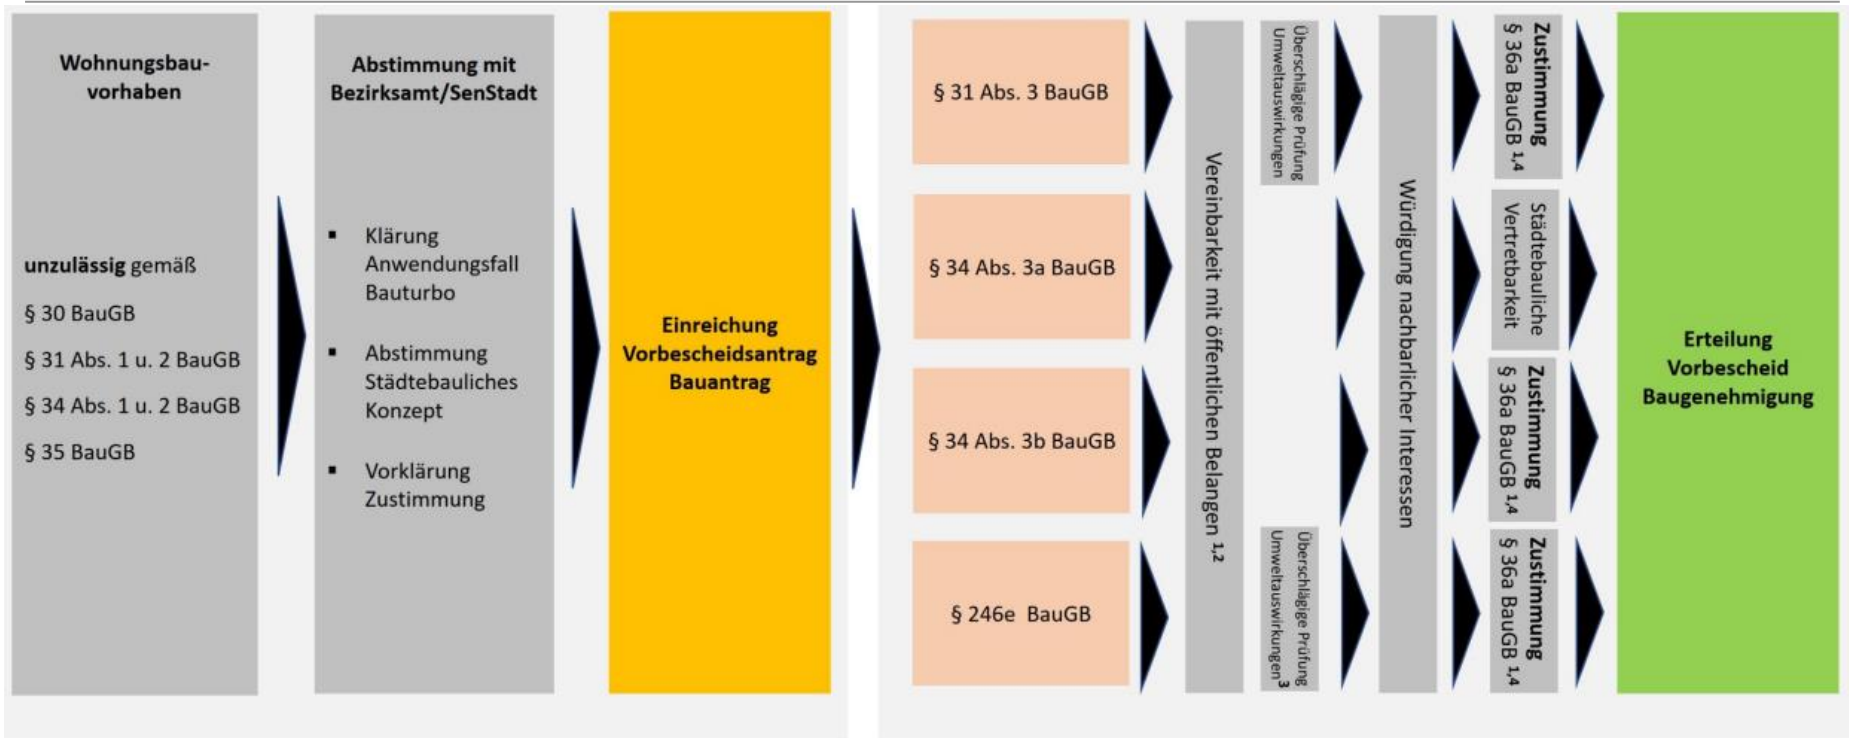 Wohnungsbau-
vorhaben
unzulässig gemäß
§ 30 BauGB
§ 31 Abs. 1 u. 2 BauGB
§ 34 Abs. 1 u. 2 BauGB
§ 35 BauGB
Abstimmung mit
Bezirksamt/SenStadt
▪ Klärung
Anwendungsfall
Bauturbo
▪ Abstimmung
Städtebauliches
Konzept
▪ Vorklärung
Zustimmung
Einreichung
Vorbescheidsantrag
Bauantrag
§ 31 Abs. 3 BauGB
§ 34 Abs. 3a BauGB
§ 34 Abs. 3b BauGB
§ 246e BauGB
Vereinbarkeit mit öffentlichen Belangen 1,2
Überschlägige Prüfung
Umweltauswirkungen
Überschlägige Prüfung
Umweltauswirkungen3
Würdigung nachbarlicher Interessen
Zustimmung
§ 36a BauGB 1,4
Städtebauliche
Vertretbarkeit
Zustimmung
§ 36a BauGB 1,4
Zustimmung
§ 36a BauGB 1,4
Erteilung
Vorbescheid
Baugenehmigung